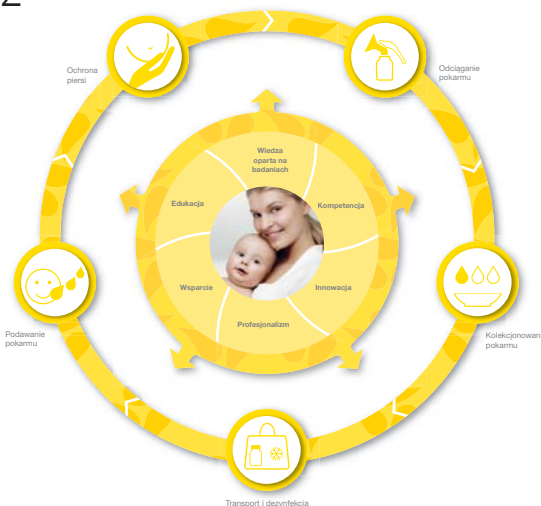 2
Ochrona
piersi
Odciąganie
pokarmu
Wiedza
oparta na
badaniach
Edukacja
Kompetencja
Wsparcie
Innowacja
Profesjonalizm
Podawanie
pokarmu
Kolekcjonowan
pokarmu
Transport i dezynfekcja